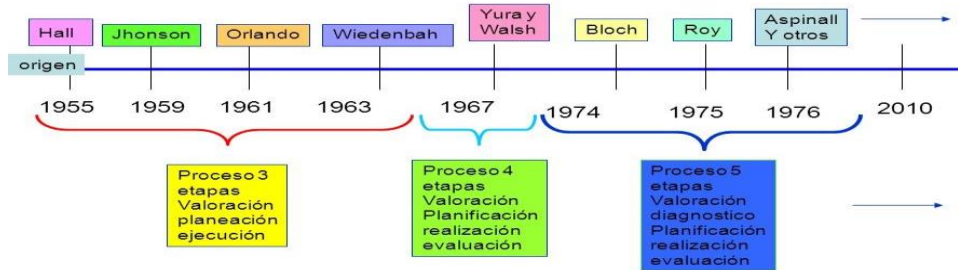 Hall
Jhonson
Orlando
Wiedenbah
Yura y
Walsh
Bloch
Roy
Aspinall
Y otros
origen
1955
1959
1961
1963
1967
1974
1975
1976
2010
Proceso 3
etapas
Valoración
planeación
ejecución
Proceso 4
etapas
Valoración
Planificación
realización
evaluación
Proceso 5
etapas
Valoración
diagnostico
Planificación
realización
evaluación